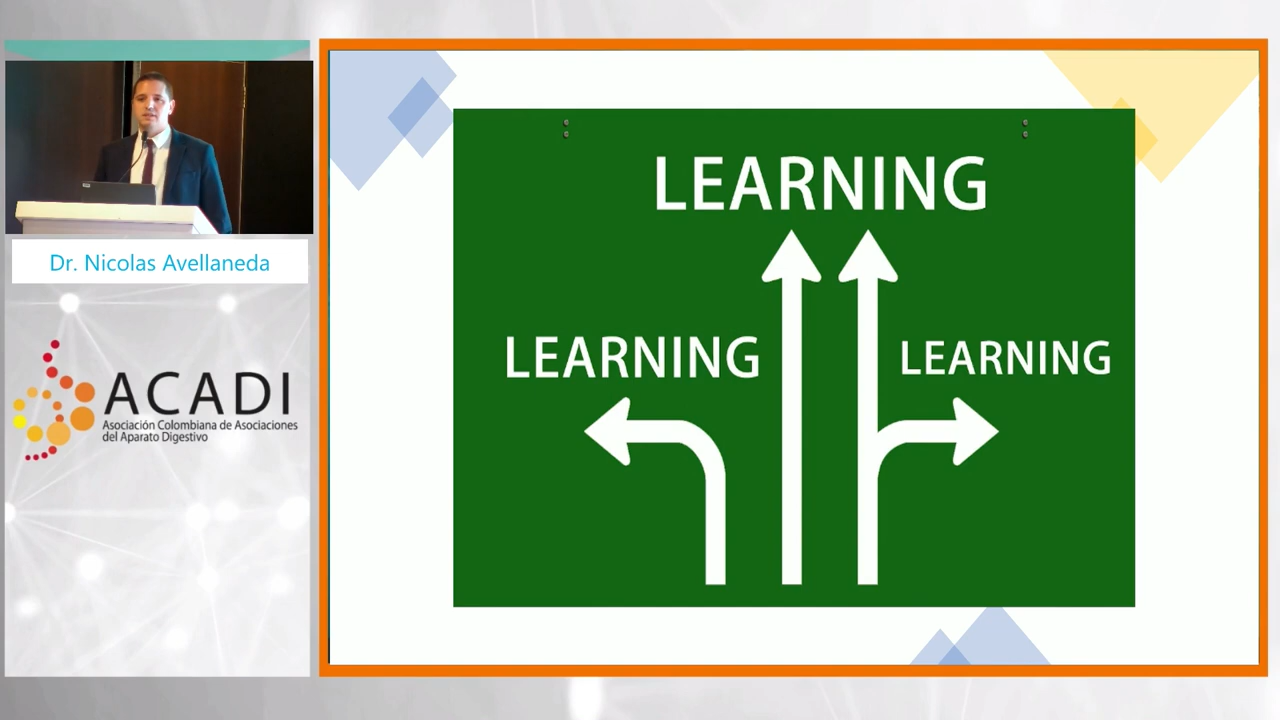 Dr. Nicolas Avellaneda
ACADI
Asociación Colombiana de Asociaciones
del Aparato Digestivo
LEARNING
LEARNING
LEARNING